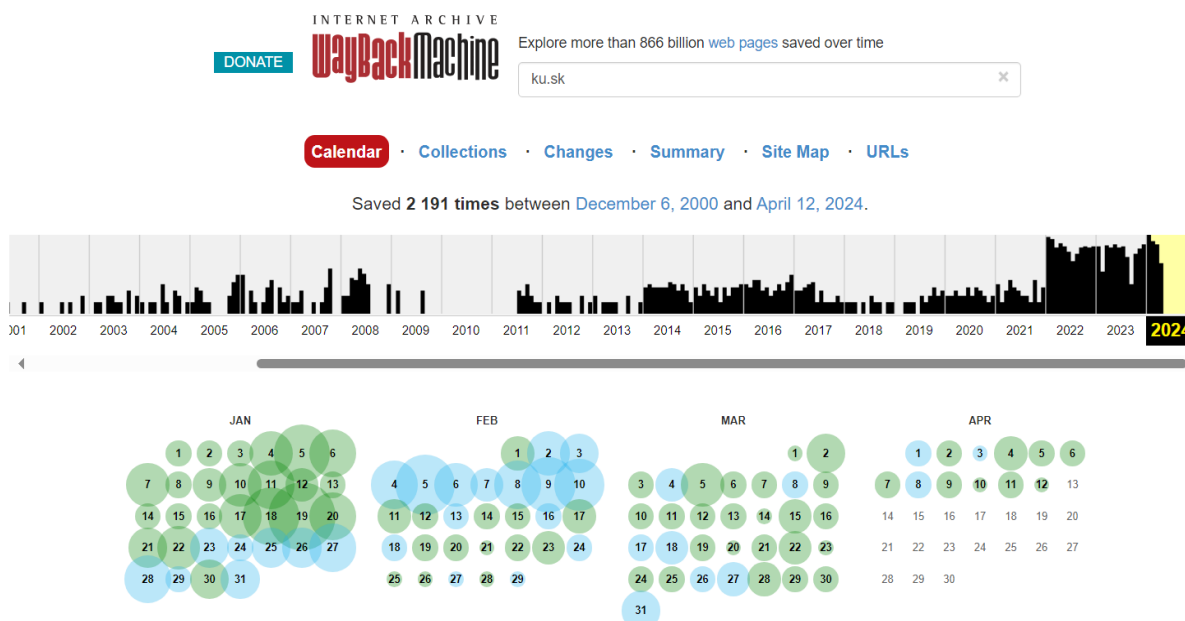 INTERNET ARCHIVE
DONATE
WayBackMachine
Explore more than 866 billion web pages saved over time
ku.sk
×
Calendar · Collections · Changes · Summary · Site Map · URLs
Saved 2 191 times between December 6, 2000 and April 12, 2024.
001 2002 2003 2004 2005 2006 2007 2008 2009 2010 2011 2012 2013 2014 2015 2016 2017 2018 2019 2020 2021 2022 2023 2024
JAN
1 2 3 4 5 6
7 8 9 10 11 12 13
14 15 16 17 18 19 20
21 22 23 24 25 26 27
28 29 30 31
FEB
1 2 3
4 5 6 7 8 9 10
11 12 13 14 15 16 17
18 19 20 21 22 23 24
25 26 27 28 29
MAR
1 2
3 4 5 6 7 8 9
10 11 12 13 14 15 16
17 18 19 20 21 22 23
24 25 26 27 28 29 30
31
APR
1 2 3 4 5 6
7 8 9 10 11 12 13
14 15 16 17 18 19 20
21 22 23 24 25 26 27
28 29 30